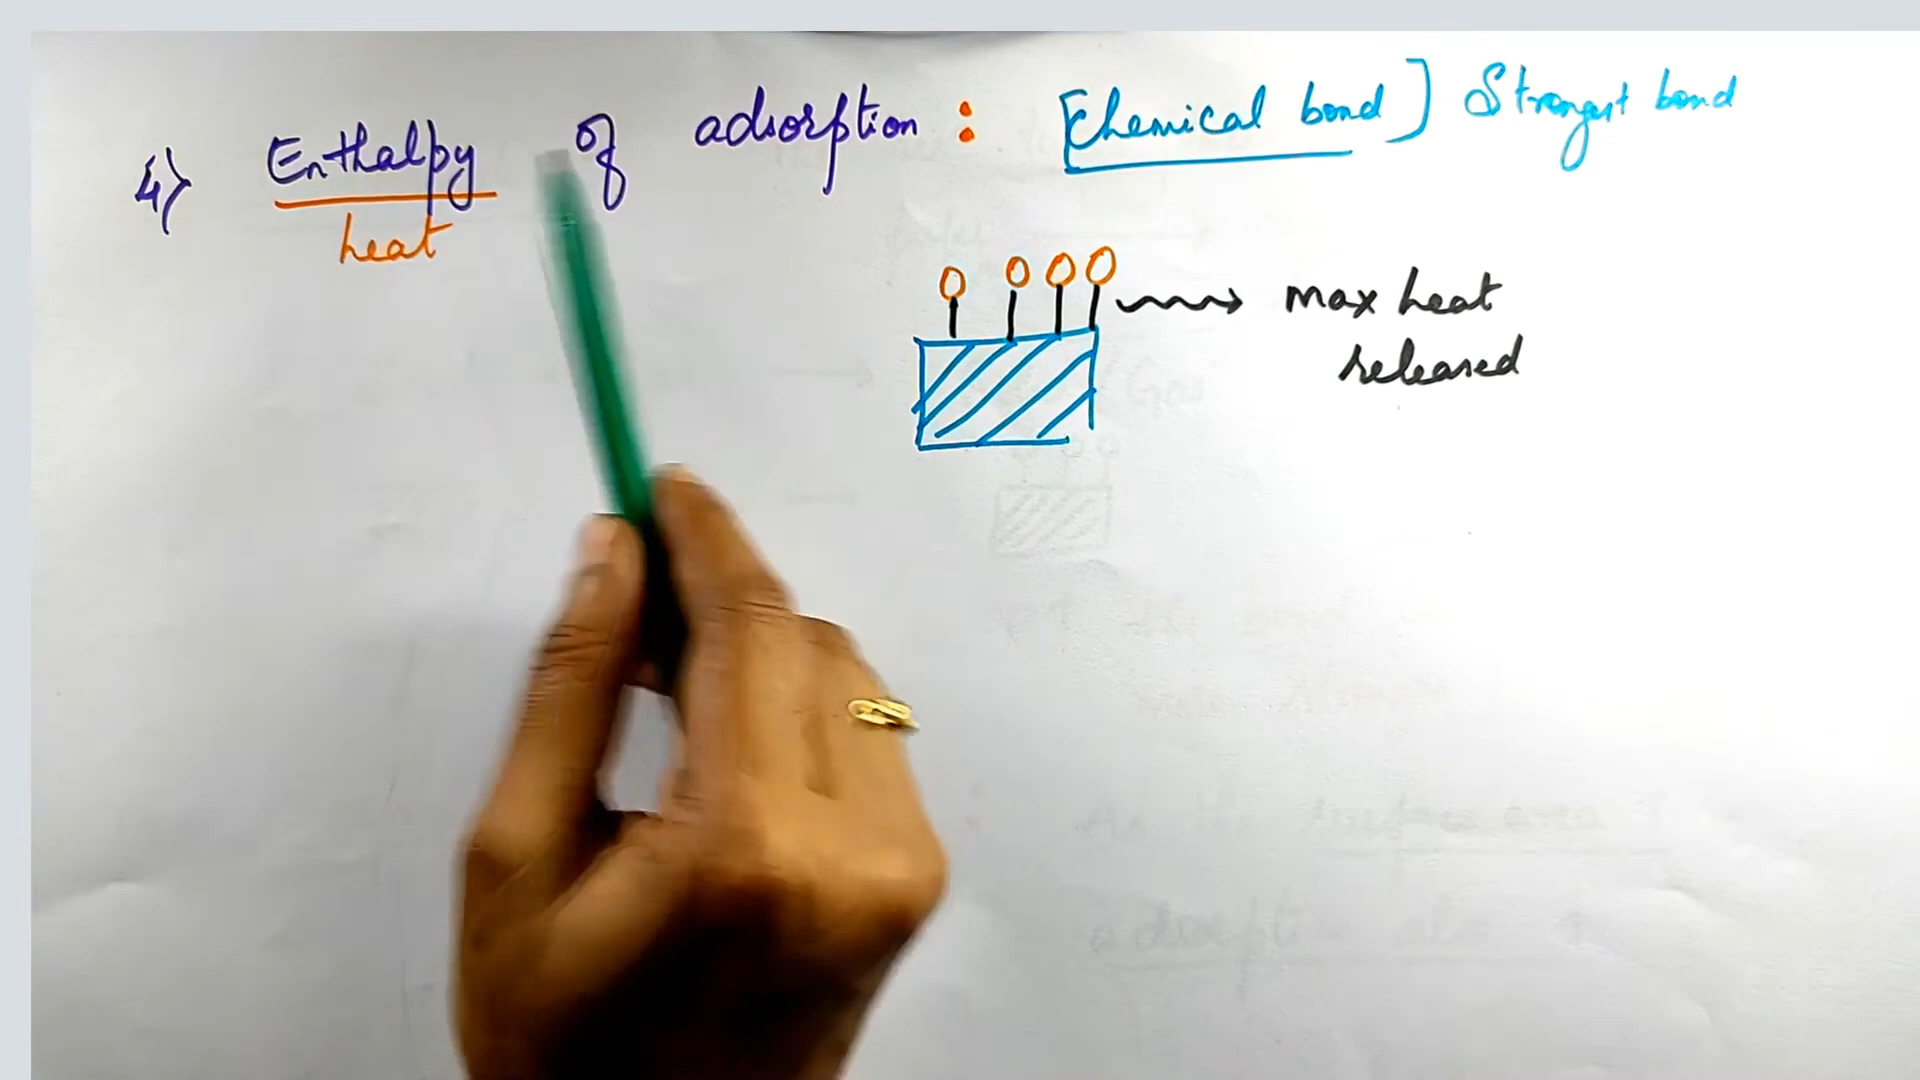 4) Enthalpy of adsorption : [Chemical bond] Strongest bond
heat
max heat
released